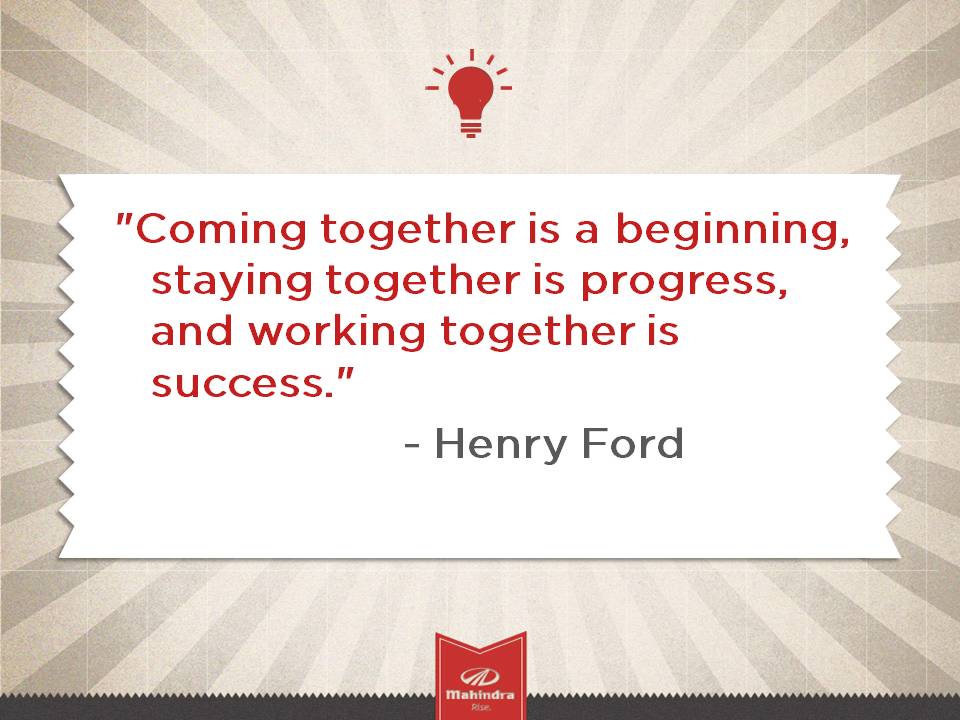 "Coming together is a beginning,
staying together is progress,
and working together is
success."
- Henry Ford
Mahindra
Rise.